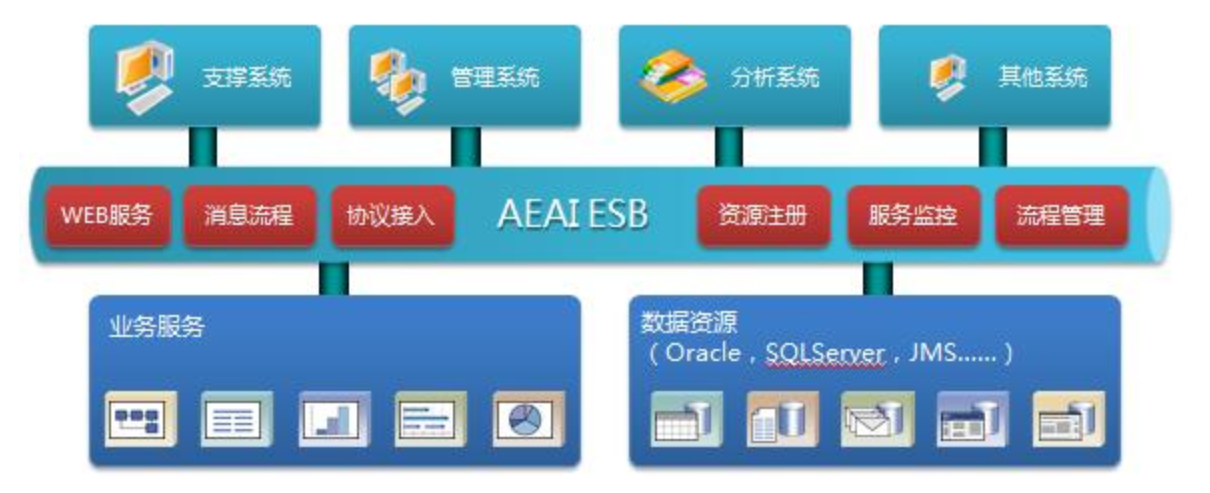 支撑系统
管理系统
分析系统
其他系统
WEB服务
消息流程
协议接入
AEAI ESB
资源注册
服务监控
流程管理
业务服务
数据资源
（Oracle，SQLServer，JMS……）